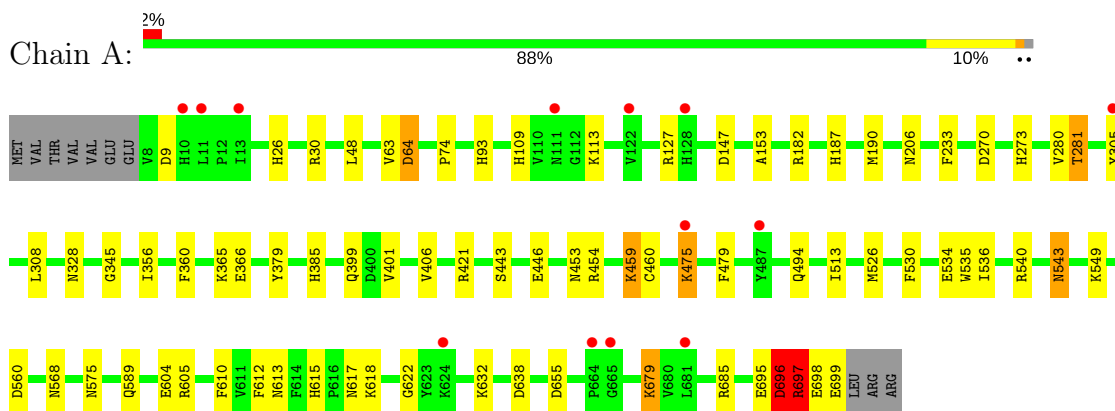 2%
Chain A:
88% 10% ••
MET VAL THR VAL VAL GLU GLU V8 D9 H10 L11 P12 I13 H26 R30 L48 V63 D64 P74 H93 H109 V110 N111 G112 K113 V122 R127 H128 D147 A153 R182 H187 M190 N206 F233 D270 H273 V280 T281
L308 N328 G345 I356 F360 K365 E366 Y379 H385 Q399 D400 V401 V406 R421 S443 E446 N453 R454 K459 C460 K475 F479 Y487 Q494 I513 M526 F530 E534 W535 I536 R540 N543 K549
D560 N568 N575 Q589 E604 R605 F610 V611 F612 N613 F614 H615 P616 N617 K618 G622 Y623 K624 K632 D638 D655 P664 G665 K679 V680 L681 R685 E695 D696 R697 E698 E699 LEU ARG ARG